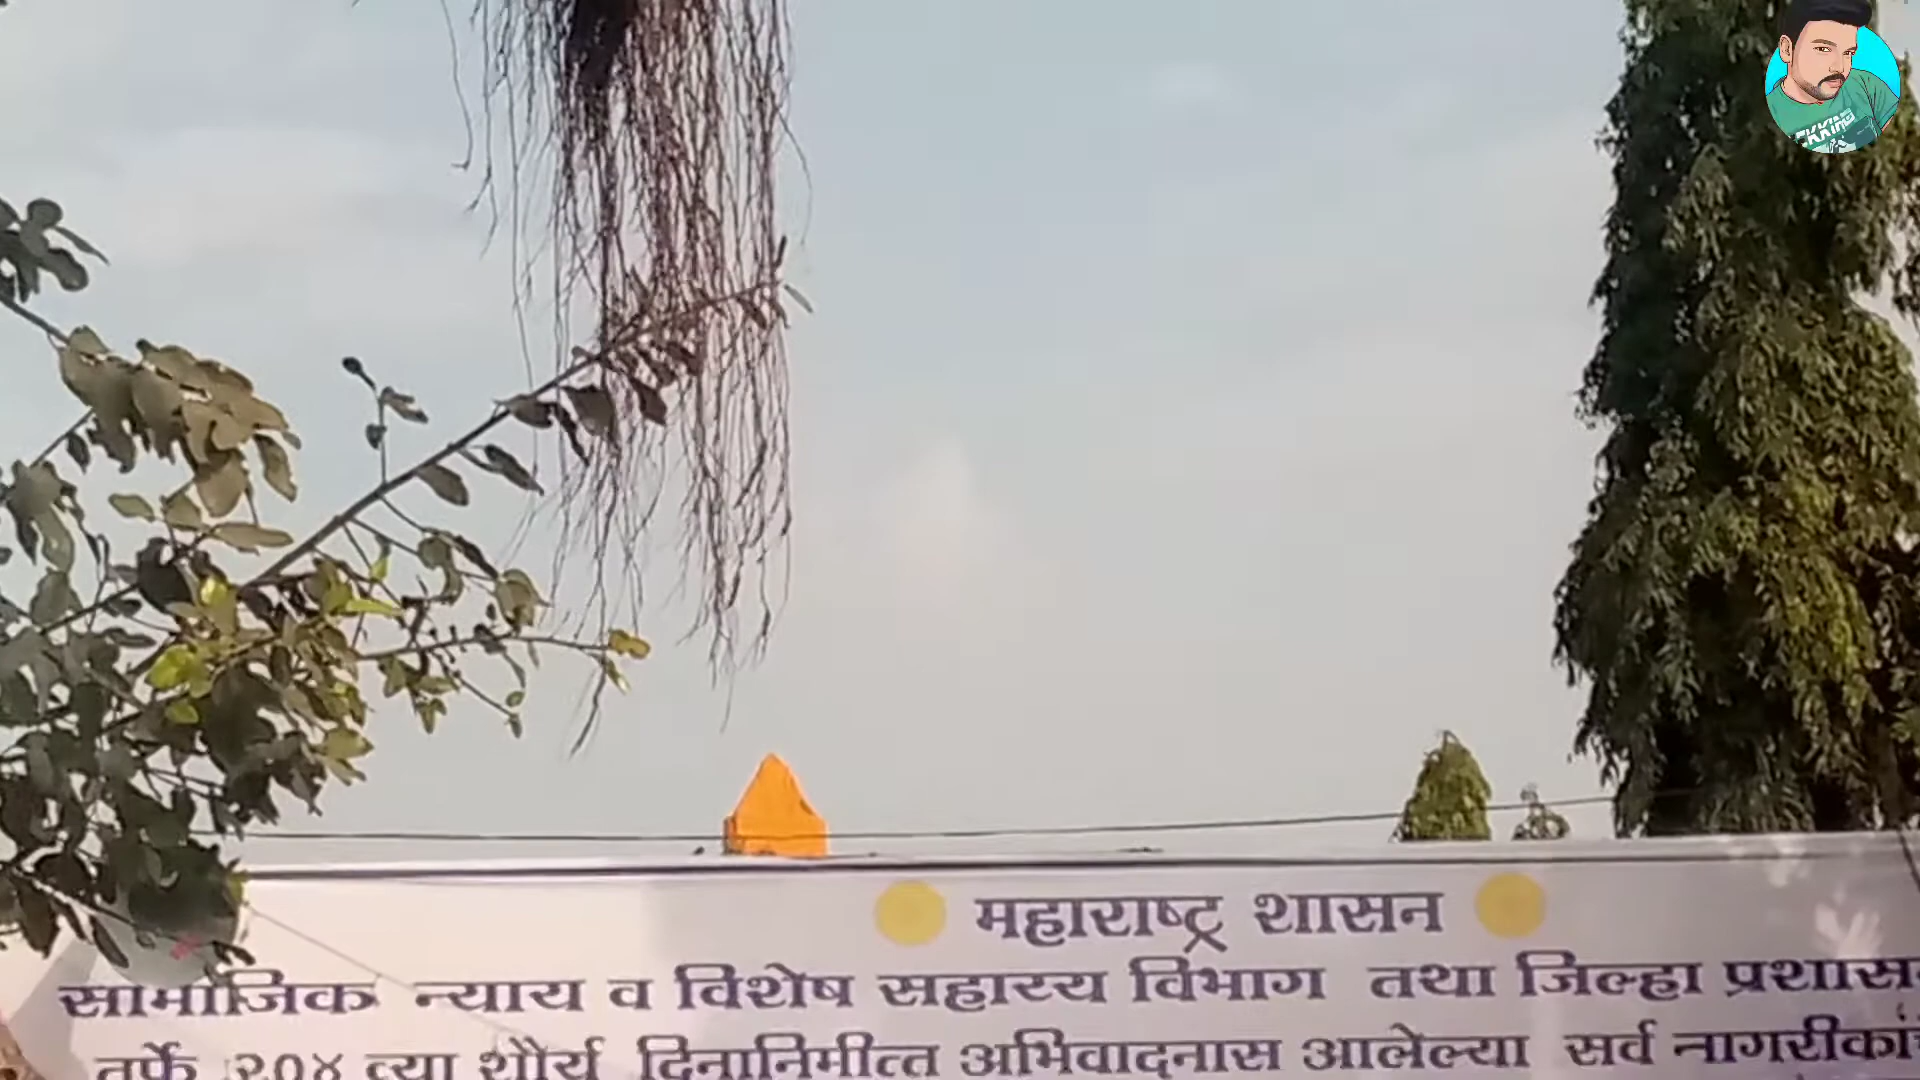 महाराष्ट्र शासन
सामाजिक न्याय व विशेष सहाय्य विभाग तथा जिल्हा
तर्फे २०४ व्या शौर्य दिनानिमीत्त अभिवादनास आलेल्या सर्व